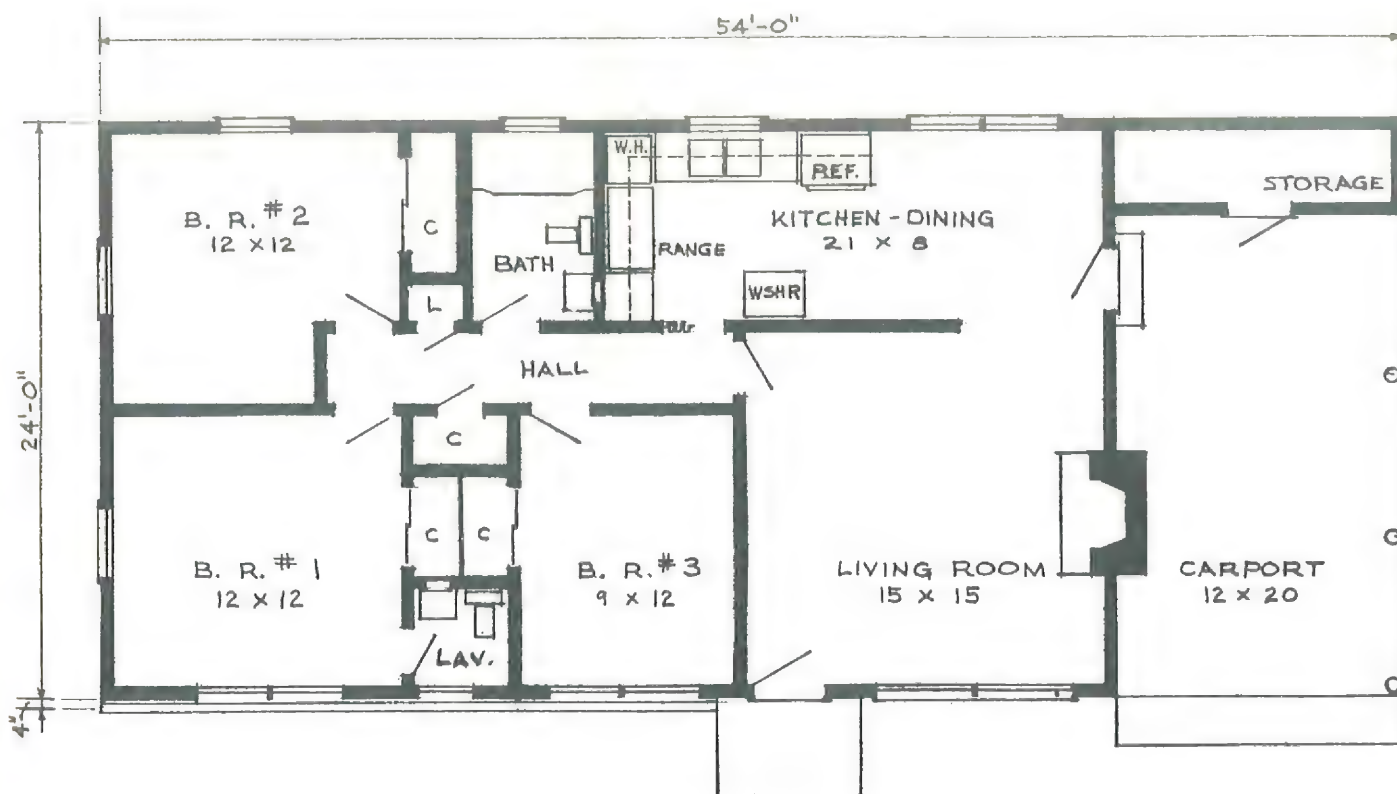 54'-0"
W.H.
REF.
STORAGE
B. R. #2
12 X 12
C
KITCHEN-DINING
21 X 8
BATH
RANGE
L
WSHR
HALL
24'-0"
C
C
C
B. R. #1
12 X 12
B. R. #3
9 X 12
LIVING ROOM
15 X 15
CARPORT
12 X 20
LAV.
4"